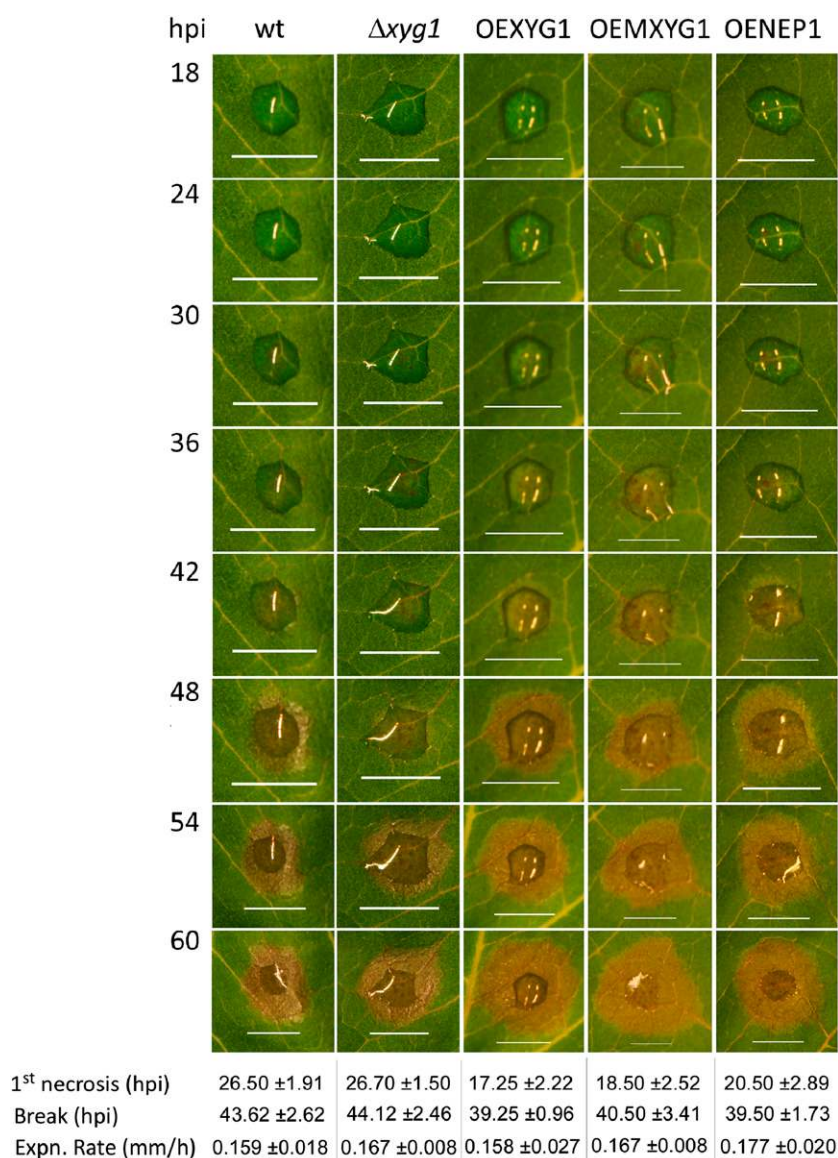 hpi wt Δxyg1 OEXYG1 OEMXYG1 OENEP1
18
24
30
36
42
48
54
60
1st necrosis (hpi) 26.50 ±1.91 26.70 ±1.50 17.25 ±2.22 18.50 ±2.52 20.50 ±2.89
Break (hpi) 43.62 ±2.62 44.12 ±2.46 39.25 ±0.96 40.50 ±3.41 39.50 ±1.73
Expn. Rate (mm/h) 0.159 ±0.018 0.167 ±0.008 0.158 ±0.027 0.167 ±0.008 0.177 ±0.020